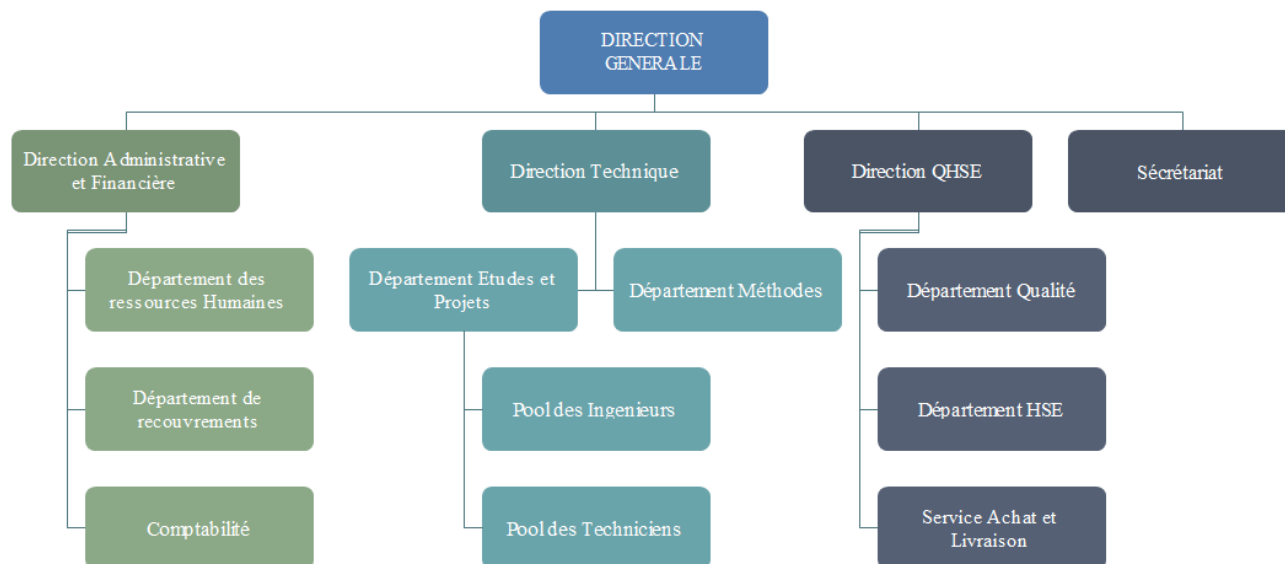 DIRECTION
GENERALE
Direction Administrative
et Financière
Direction Technique
Direction QHSE
Sécrétariat
Département des
ressources Humaines
Département Etudes et
Projets
Département Méthodes
Département Qualité
Département de
recouvrements
Pool des Ingenieurs
Département HSE
Comptabilité
Pool des Techniciens
Service Achat et
Livraison